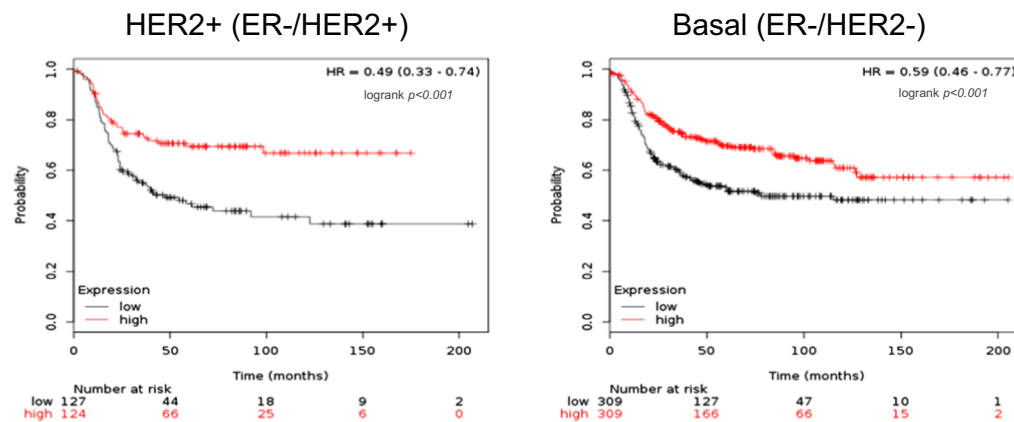 HER2+ (ER-/HER2+)
HR = 0.49 (0.33 - 0.74)
logrank p<0.001
Probability
1.0
0.8
0.6
0.4
0.2
0.0
Expression
low
high
0 50 100 150 200
Time (months)
Number at risk
low 127 44 18 9 2
high 124 66 25 6 0
Basal (ER-/HER2-)
HR = 0.59 (0.46 - 0.77)
logrank p<0.001
Probability
1.0
0.8
0.6
0.4
0.2
0.0
Expression
low
high
0 50 100 150 200
Time (months)
Number at risk
low 309 127 47 10 1
high 309 166 66 15 2